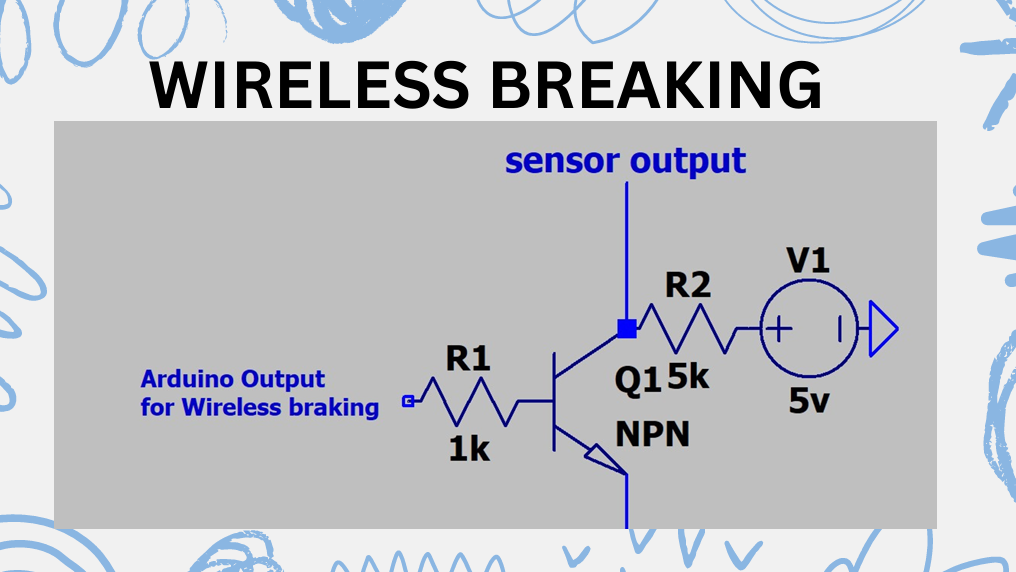 WIRELESS BREAKING
sensor output
V1
R2
R1
Arduino Output
for Wireless braking
Q1
5k
5v
NPN
1k